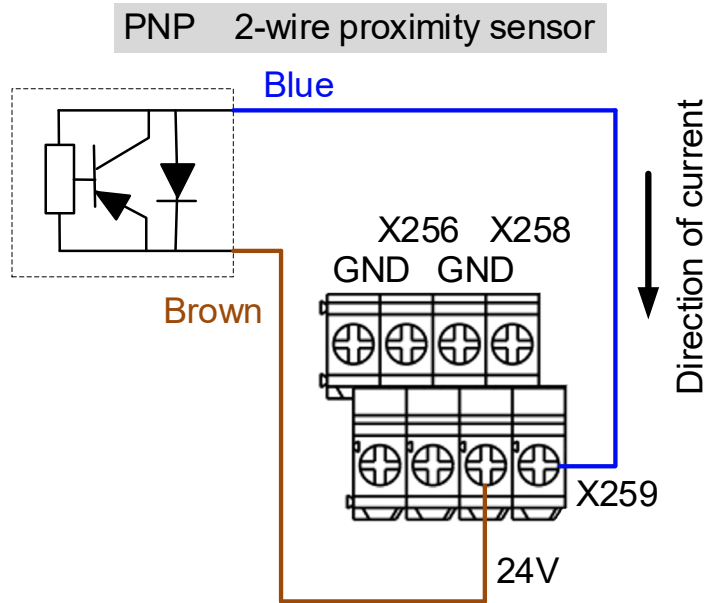 PNP 2-wire proximity sensor
Blue
Direction of current
X256 X258
GND GND
Brown
X259
24V